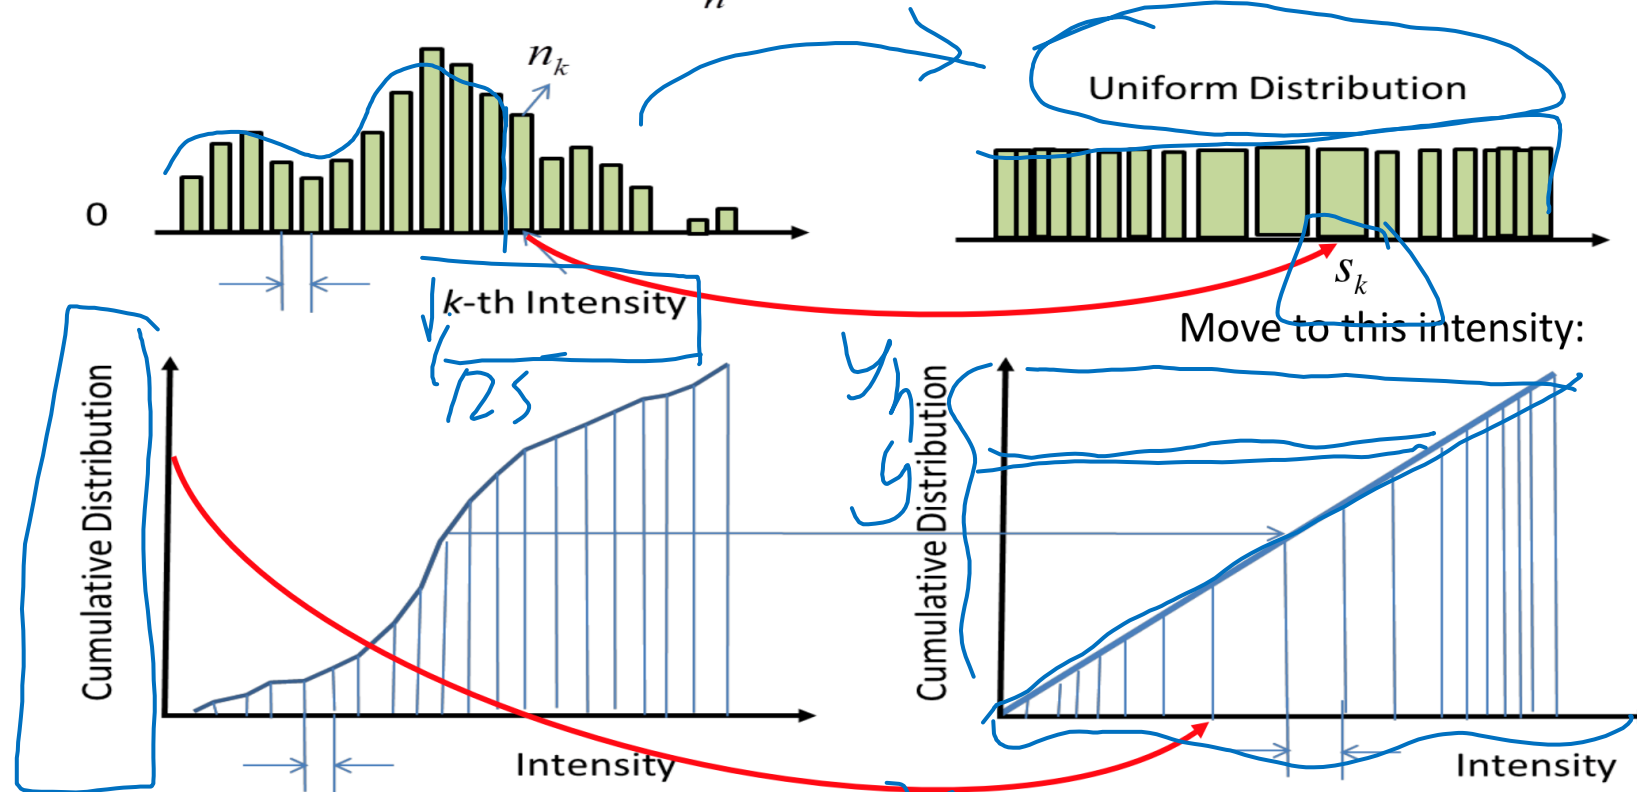 n
n_k
Uniform Distribution
0
s_k
k-th Intensity
Move to this intensity:
125
Cumulative Distribution
Cumulative Distribution
Intensity
Intensity